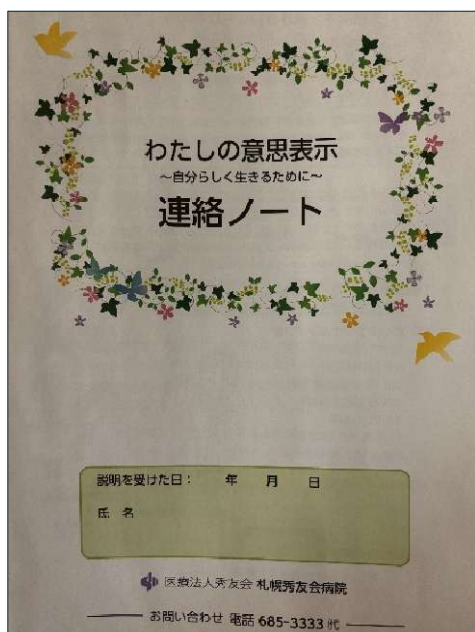 わたしの意思表示
～自分らしく生きるために～
連絡ノート
説明を受けた日： 年 月 日
氏 名
医療法人秀友会 札幌秀友会病院
お問い合わせ 電話 685-3333 ㈹